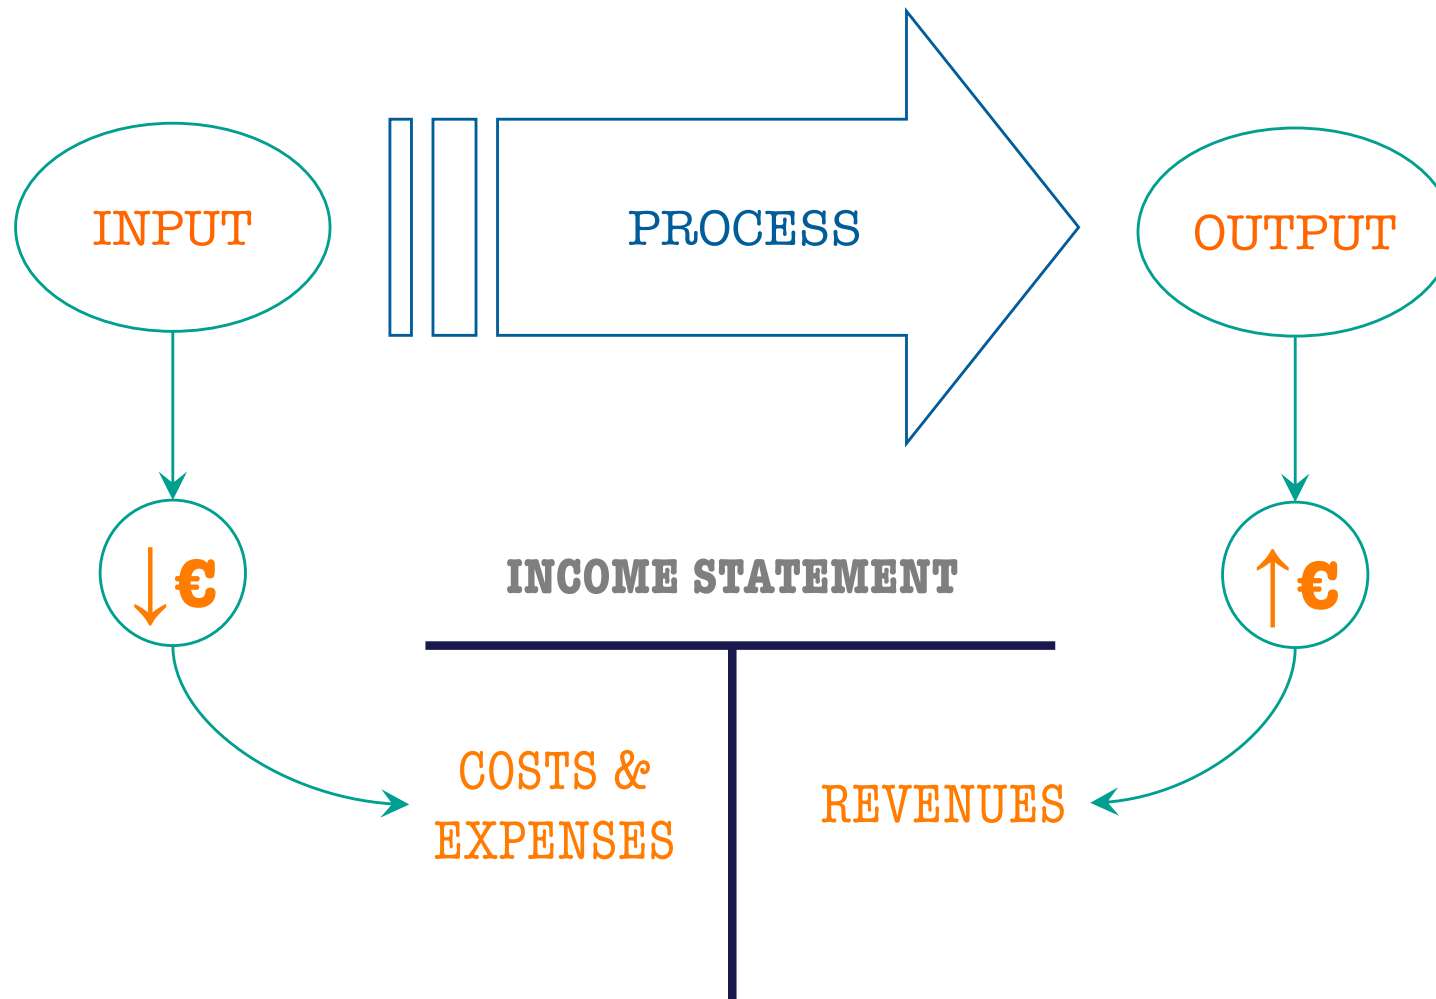 INPUT
PROCESS
OUTPUT
↓€
↑€
INCOME STATEMENT
COSTS &
EXPENSES
REVENUES